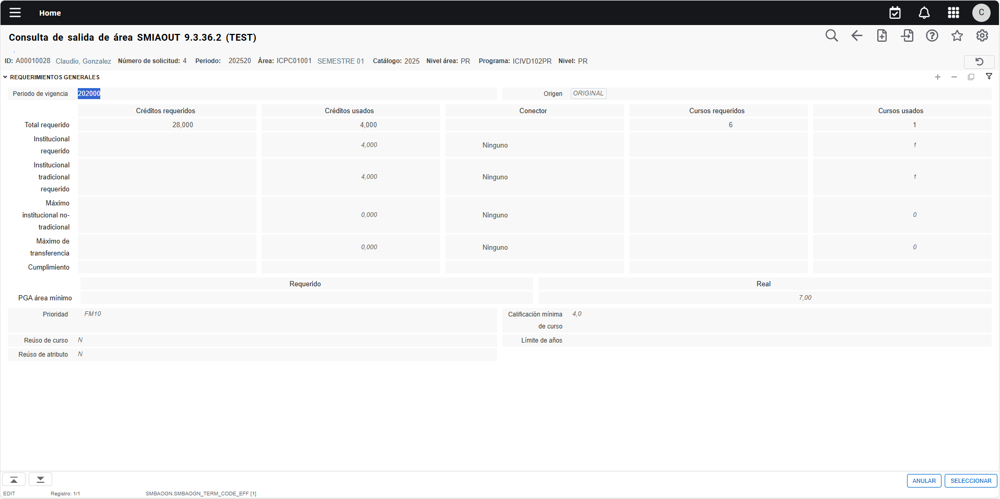 Home
C
Consulta de salida de área SMIAOUT 9.3.36.2 (TEST)
ID: A00010028 Claudio, Gonzalez Número de solicitud: 4 Periodo: 202520 Área: ICPC01001 SEMESTRE 01 Catálogo: 2025 Nivel área: PR Programa: ICIVD102PR Nivel: PR
REQUERIMIENTOS GENERALES
Periodo de vigencia 202000 Origen ORIGINAL
Créditos requeridos Créditos usados Conector Cursos requeridos Cursos usados
Total requerido 28,000 4,000 6 1
Institucional
requerido 4,000 Ninguno 1
Institucional
tradicional 4,000 Ninguno 1
requerido
Máximo
institucional no- 0,000 Ninguno 0
tradicional
Máximo de
transferencia 0,000 Ninguno 0
Cumplimiento
Requerido Real
PGA área mínimo 7,00
Prioridad FM10 Calificación mínima 4,0
de curso
Reúso de curso N Límite de años
Reúso de atributo N
ANULAR SELECCIONAR
EDIT Registro: 1/1 SMBAOGN.SMBAOGN_TERM_CODE_EFF [1]